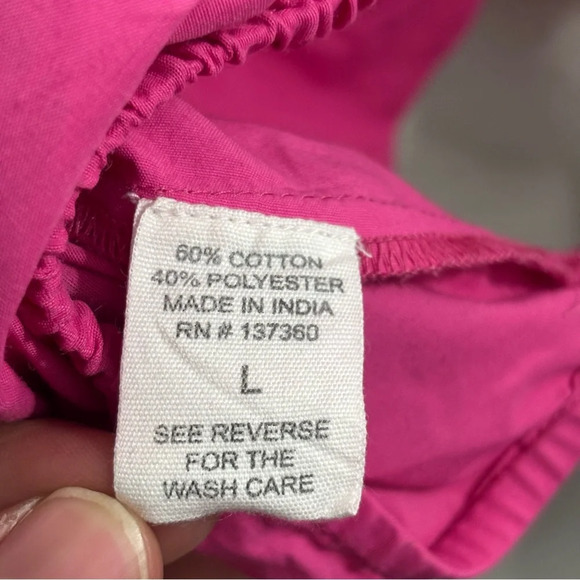 60% COTTON
40% POLYESTER
MADE IN INDIA
RN # 137360
L
SEE REVERSE
FOR THE
WASH CARE